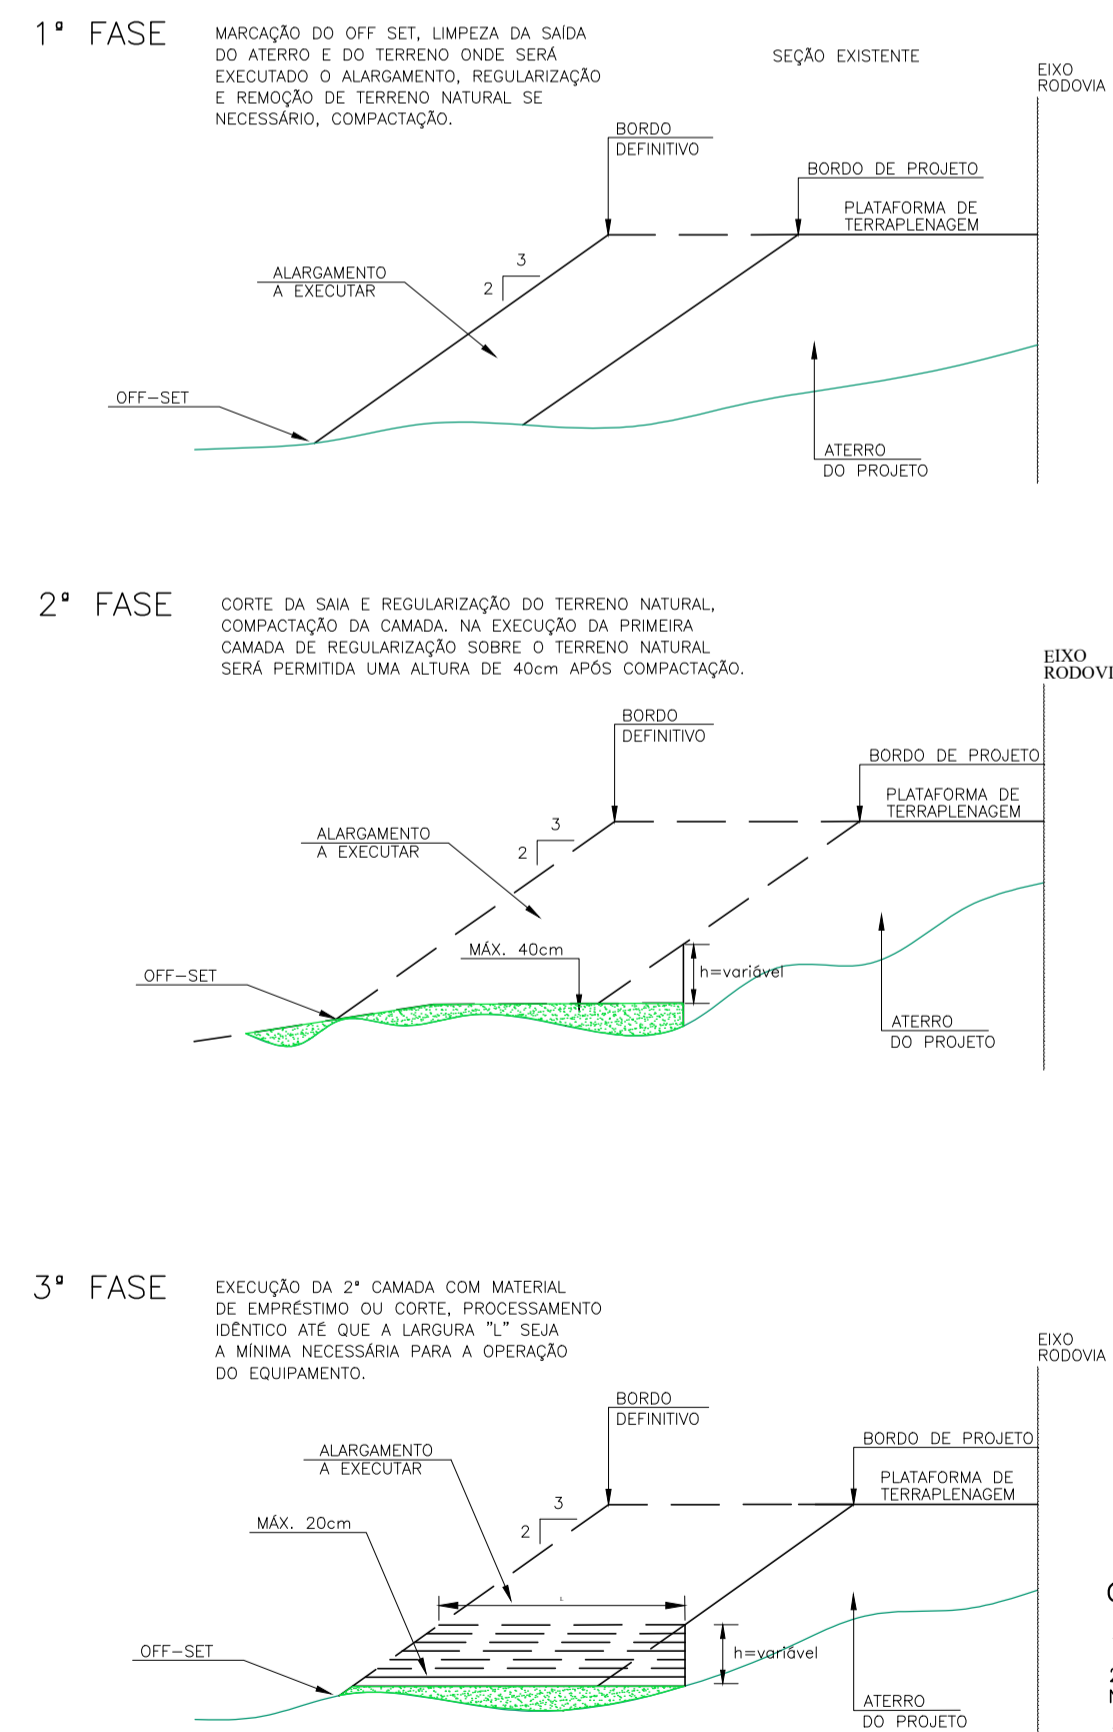 1ª FASE
MARCAÇÃO DO OFF SET, LIMPEZA DA SAÍDA
DO ATERRO E DO TERRENO ONDE SERÁ
EXECUTADO O ALARGAMENTO, REGULARIZAÇÃO
E REMOÇÃO DE TERRENO NATURAL SE
NECESSÁRIO, COMPACTAÇÃO.
SEÇÃO EXISTENTE
EIXO
RODOVIA
BORDO
DEFINITIVO
BORDO DE PROJETO
PLATAFORMA DE
TERRAPLENAGEM
3
2
ALARGAMENTO
A EXECUTAR
OFF-SET
ATERRO
DO PROJETO
2ª FASE
CORTE DA SAIA E REGULARIZAÇÃO DO TERRENO NATURAL,
COMPACTAÇÃO DA CAMADA. NA EXECUÇÃO DA PRIMEIRA
CAMADA DE REGULARIZAÇÃO SOBRE O TERRENO NATURAL
SERÁ PERMITIDA UMA ALTURA DE 40cm APÓS COMPACTAÇÃO.
EIXO
RODOVI
BORDO
DEFINITIVO
BORDO DE PROJETO
PLATAFORMA DE
TERRAPLENAGEM
3
2
ALARGAMENTO
A EXECUTAR
MÁX. 40cm
h=variável
OFF-SET
ATERRO
DO PROJETO
3ª FASE
EXECUÇÃO DA 2ª CAMADA COM MATERIAL
DE EMPRÉSTIMO OU CORTE, PROCESSAMENTO
IDÊNTICO ATÉ QUE A LARGURA "L" SEJA
A MÍNIMA NECESSÁRIA PARA A OPERAÇÃO
DO EQUIPAMENTO.
EIXO
RODOVIA
BORDO
DEFINITIVO
BORDO DE PROJETO
PLATAFORMA DE
TERRAPLENAGEM
ALARGAMENTO
A EXECUTAR
3
2
MÁX. 20cm
L
h=variável
OFF-SET
ATERRO
DO PROJETO